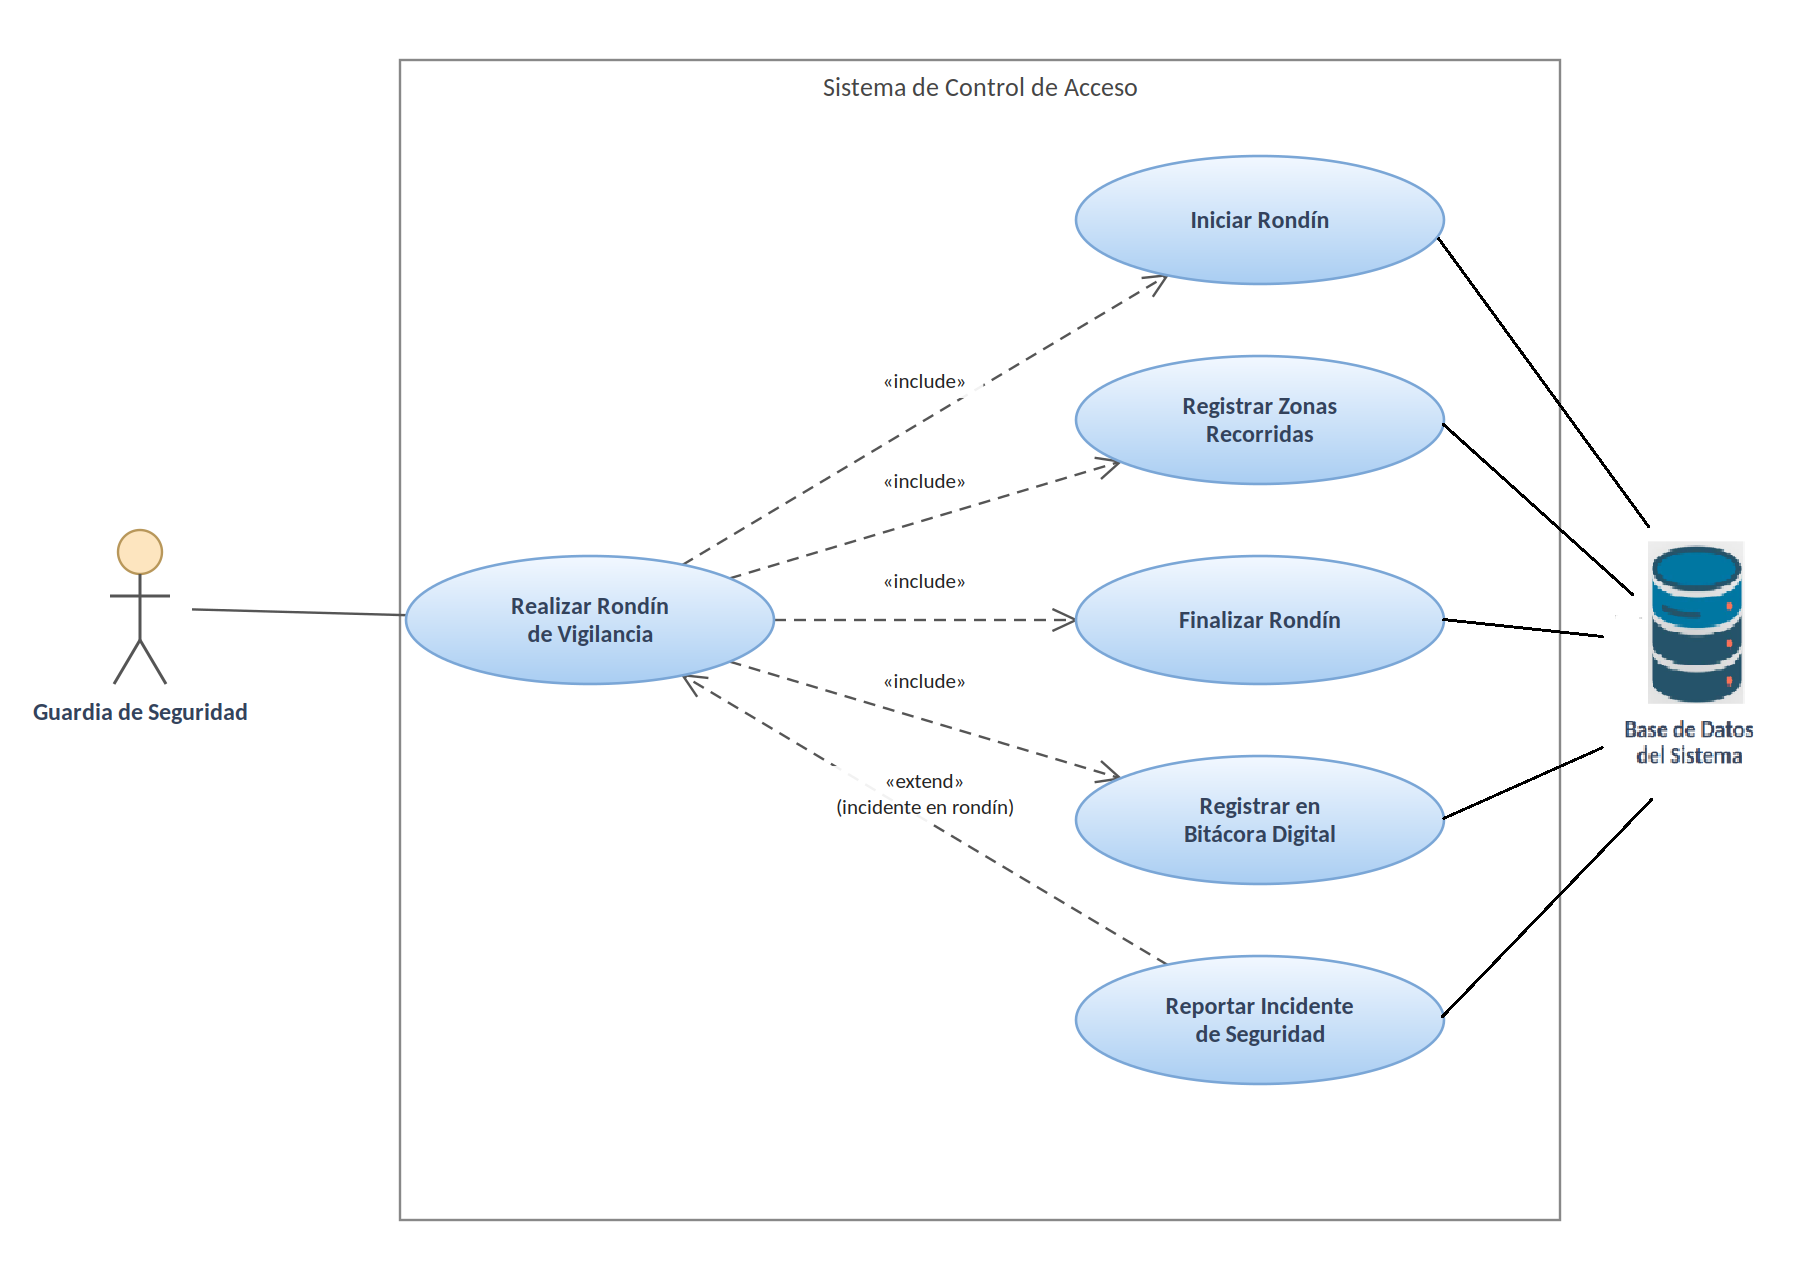 Sistema de Control de Acceso
Iniciar Rondín
«include»
Registrar Zonas
Recorridas
«include»
«include»
Realizar Rondín
de Vigilancia
Finalizar Rondín
Guardia de Seguridad
«include»
Base de Datos
del Sistema
«extend»
(incidente en rondín)
Registrar en
Bitácora Digital
Reportar Incidente
de Seguridad